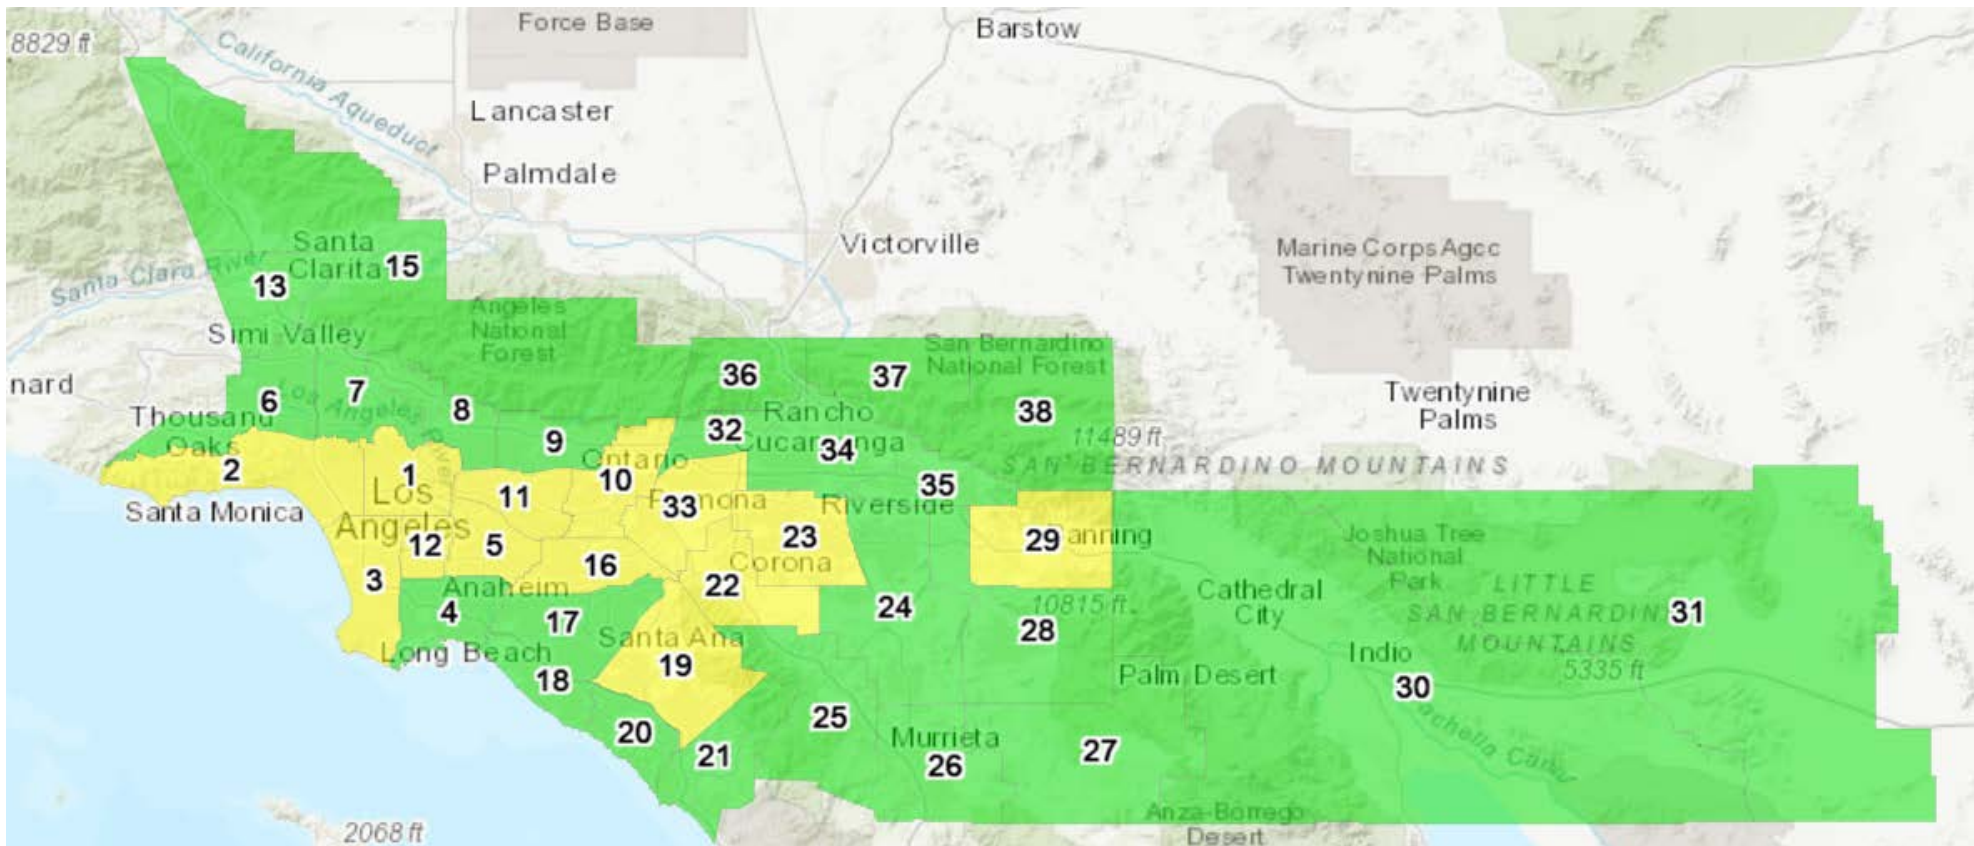 Force Base
Barstow
8829 ft
California Aqueduct
Lancaster
Palmdale
Santa
Clarita
15
Victorville
Marine Corps Agcc
Twentynine Palms
Santa Clara River
13
Angeles
National
Forest
Simi Valley
San Bernardino
National Forest
nard
6
7
8
36
37
38
Los Angeles River
Thousand
Oaks
Twentynine
Palms
Rancho
Cucamonga
32
34
9
11489 ft
Ontario
10
SAN BERNARDINO MOUNTAINS
2
1
11
35
Los
Angeles
Pomona
33
Riverside
Santa Monica
12
5
23
29
anning
Joshua Tree
National
Park
Corona
16
3
22
Anaheim
Cathedral
City
LITTLE
SAN BERNARDIN
MOUNTAINS
31
4
17
24
10815 ft
28
Santa Ana
Long Beach
19
Indio
5335 ft
18
Palm Desert
30
25
20
21
Murrieta
26
27
Anza-Borrego
Desert
2068 ft